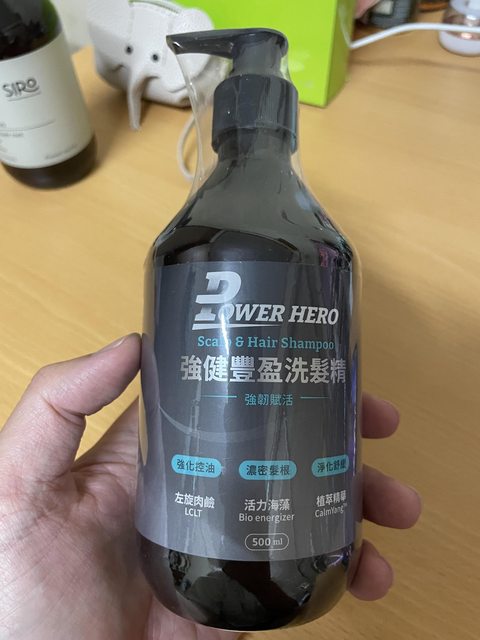 SIRO
POWER HERO
Scalp & Hair Shampoo
強健豐盈洗髮精
強韌賦活
強化控油
濃密髮根
淨化舒緩
左旋肉鹼
LCLT
活力海藻
Bio energizer
植萃精華
CalmYang™
500 ml